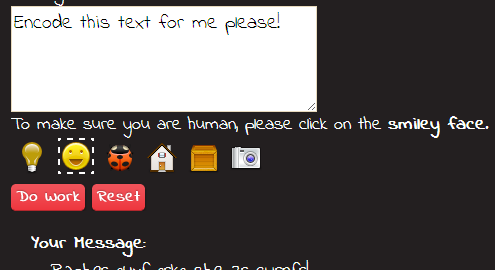 Encode this text for me please!
To make sure you are human, please click on the smiley face.
Do Work Reset
Your Message: